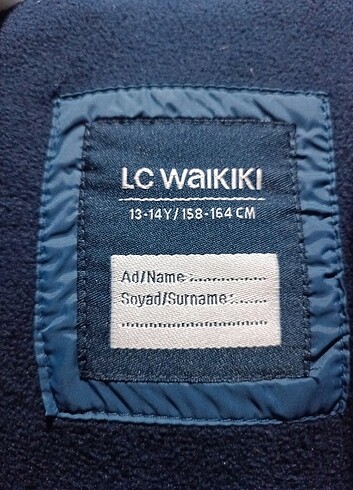 LC WAIKIKI
13-14Y/158-164 CM
Ad/Name:..............
Soyad/Surname:......
..........................